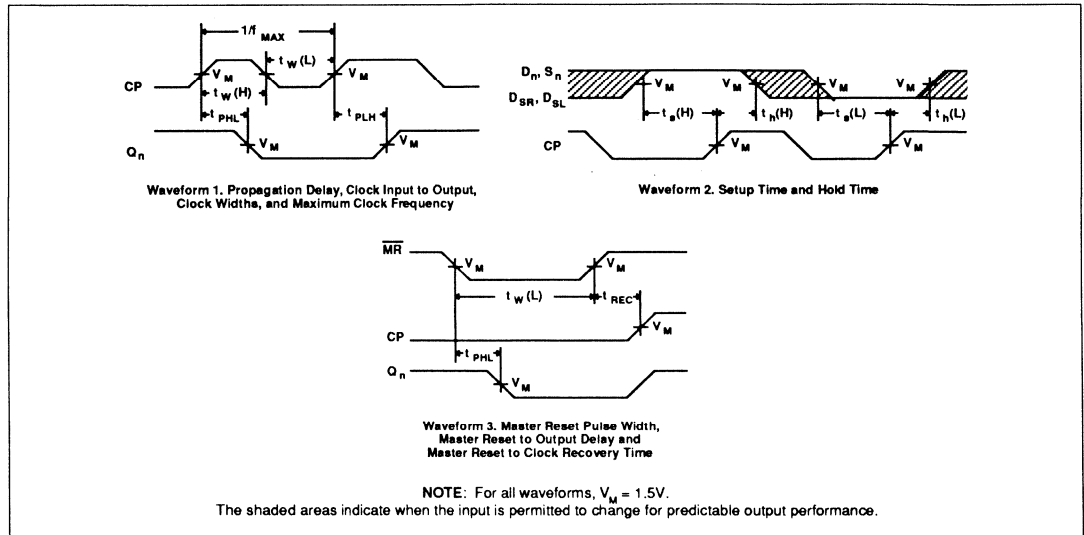 1/f MAX
t W (L)
CP
V M
V M
t W (H)
t PHL
t PLH
Q n
V M
V M
Waveform 1. Propagation Delay, Clock Input to Output,
Clock Widths, and Maximum Clock Frequency
D n, S n
D SR, D SL
V M
V M
V M
V M
t s (H)
t h (H)
t s (L)
t h (L)
CP
V M
V M
Waveform 2. Setup Time and Hold Time
M̅R̅
V M
V M
t W (L)
t REC
CP
V M
t PHL
Q n
V M
Waveform 3. Master Reset Pulse Width,
Master Reset to Output Delay and
Master Reset to Clock Recovery Time
NOTE: For all waveforms, V M = 1.5V.
The shaded areas indicate when the input is permitted to change for predictable output performance.